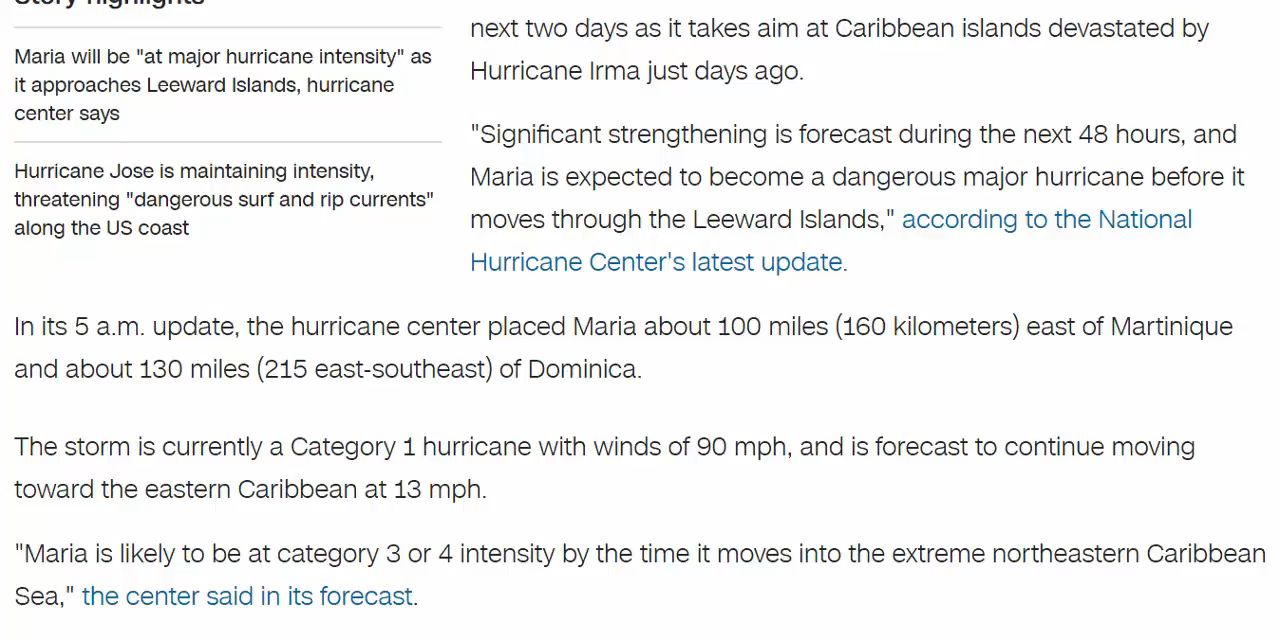 Story highlights
Maria will be "at major hurricane intensity" as
it approaches Leeward Islands, hurricane
center says
Hurricane Jose is maintaining intensity,
threatening "dangerous surf and rip currents"
along the US coast
next two days as it takes aim at Caribbean islands devastated by
Hurricane Irma just days ago.
"Significant strengthening is forecast during the next 48 hours, and
Maria is expected to become a dangerous major hurricane before it
moves through the Leeward Islands," according to the National
Hurricane Center's latest update.
In its 5 a.m. update, the hurricane center placed Maria about 100 miles (160 kilometers) east of Martinique
and about 130 miles (215 east-southeast) of Dominica.
The storm is currently a Category 1 hurricane with winds of 90 mph, and is forecast to continue moving
toward the eastern Caribbean at 13 mph.
"Maria is likely to be at category 3 or 4 intensity by the time it moves into the extreme northeastern Caribbean
Sea," the center said in its forecast.